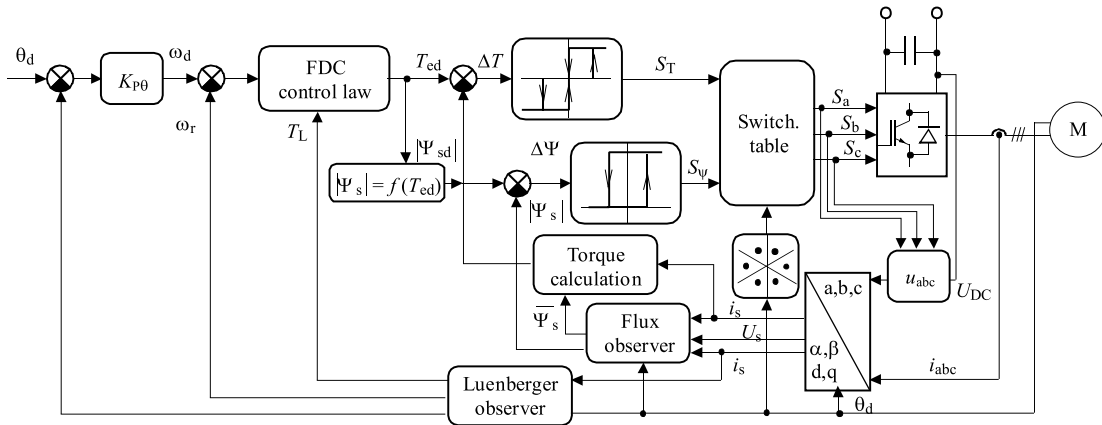 θd
KPθ
ωd
ωr
FDC
control law
TL
Ted
ΔT
ST
|Ψsd|
|Ψs| = f(Ted)
ΔΨ
|Ψs|
SΨ
Switch.
table
Sa
Sb
Sc
M
Torque
calculation
Ψ̅s
Flux
observer
is
Us
is
a,b,c
α,β
d,q
uabc
UDC
iabc
Luenberger
observer
θd